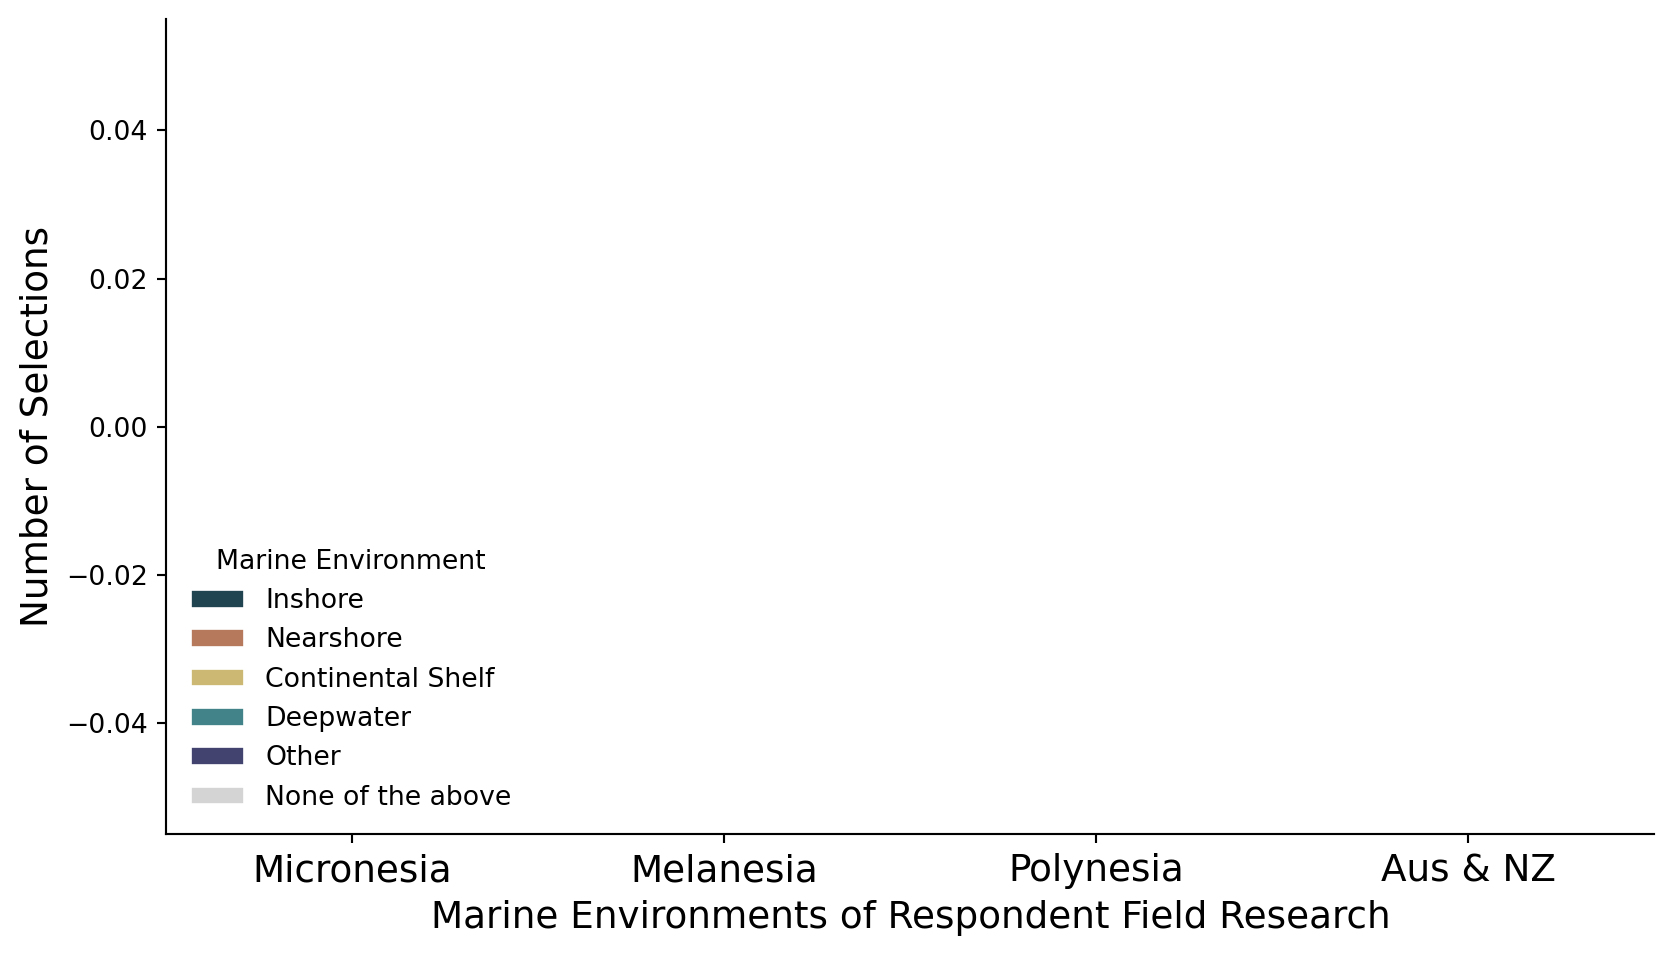 Number of Selections
0.04
0.02
0.00
−0.02
−0.04
Marine Environment
Inshore
Nearshore
Continental Shelf
Deepwater
Other
None of the above
Micronesia Melanesia Polynesia Aus & NZ
Marine Environments of Respondent Field Research